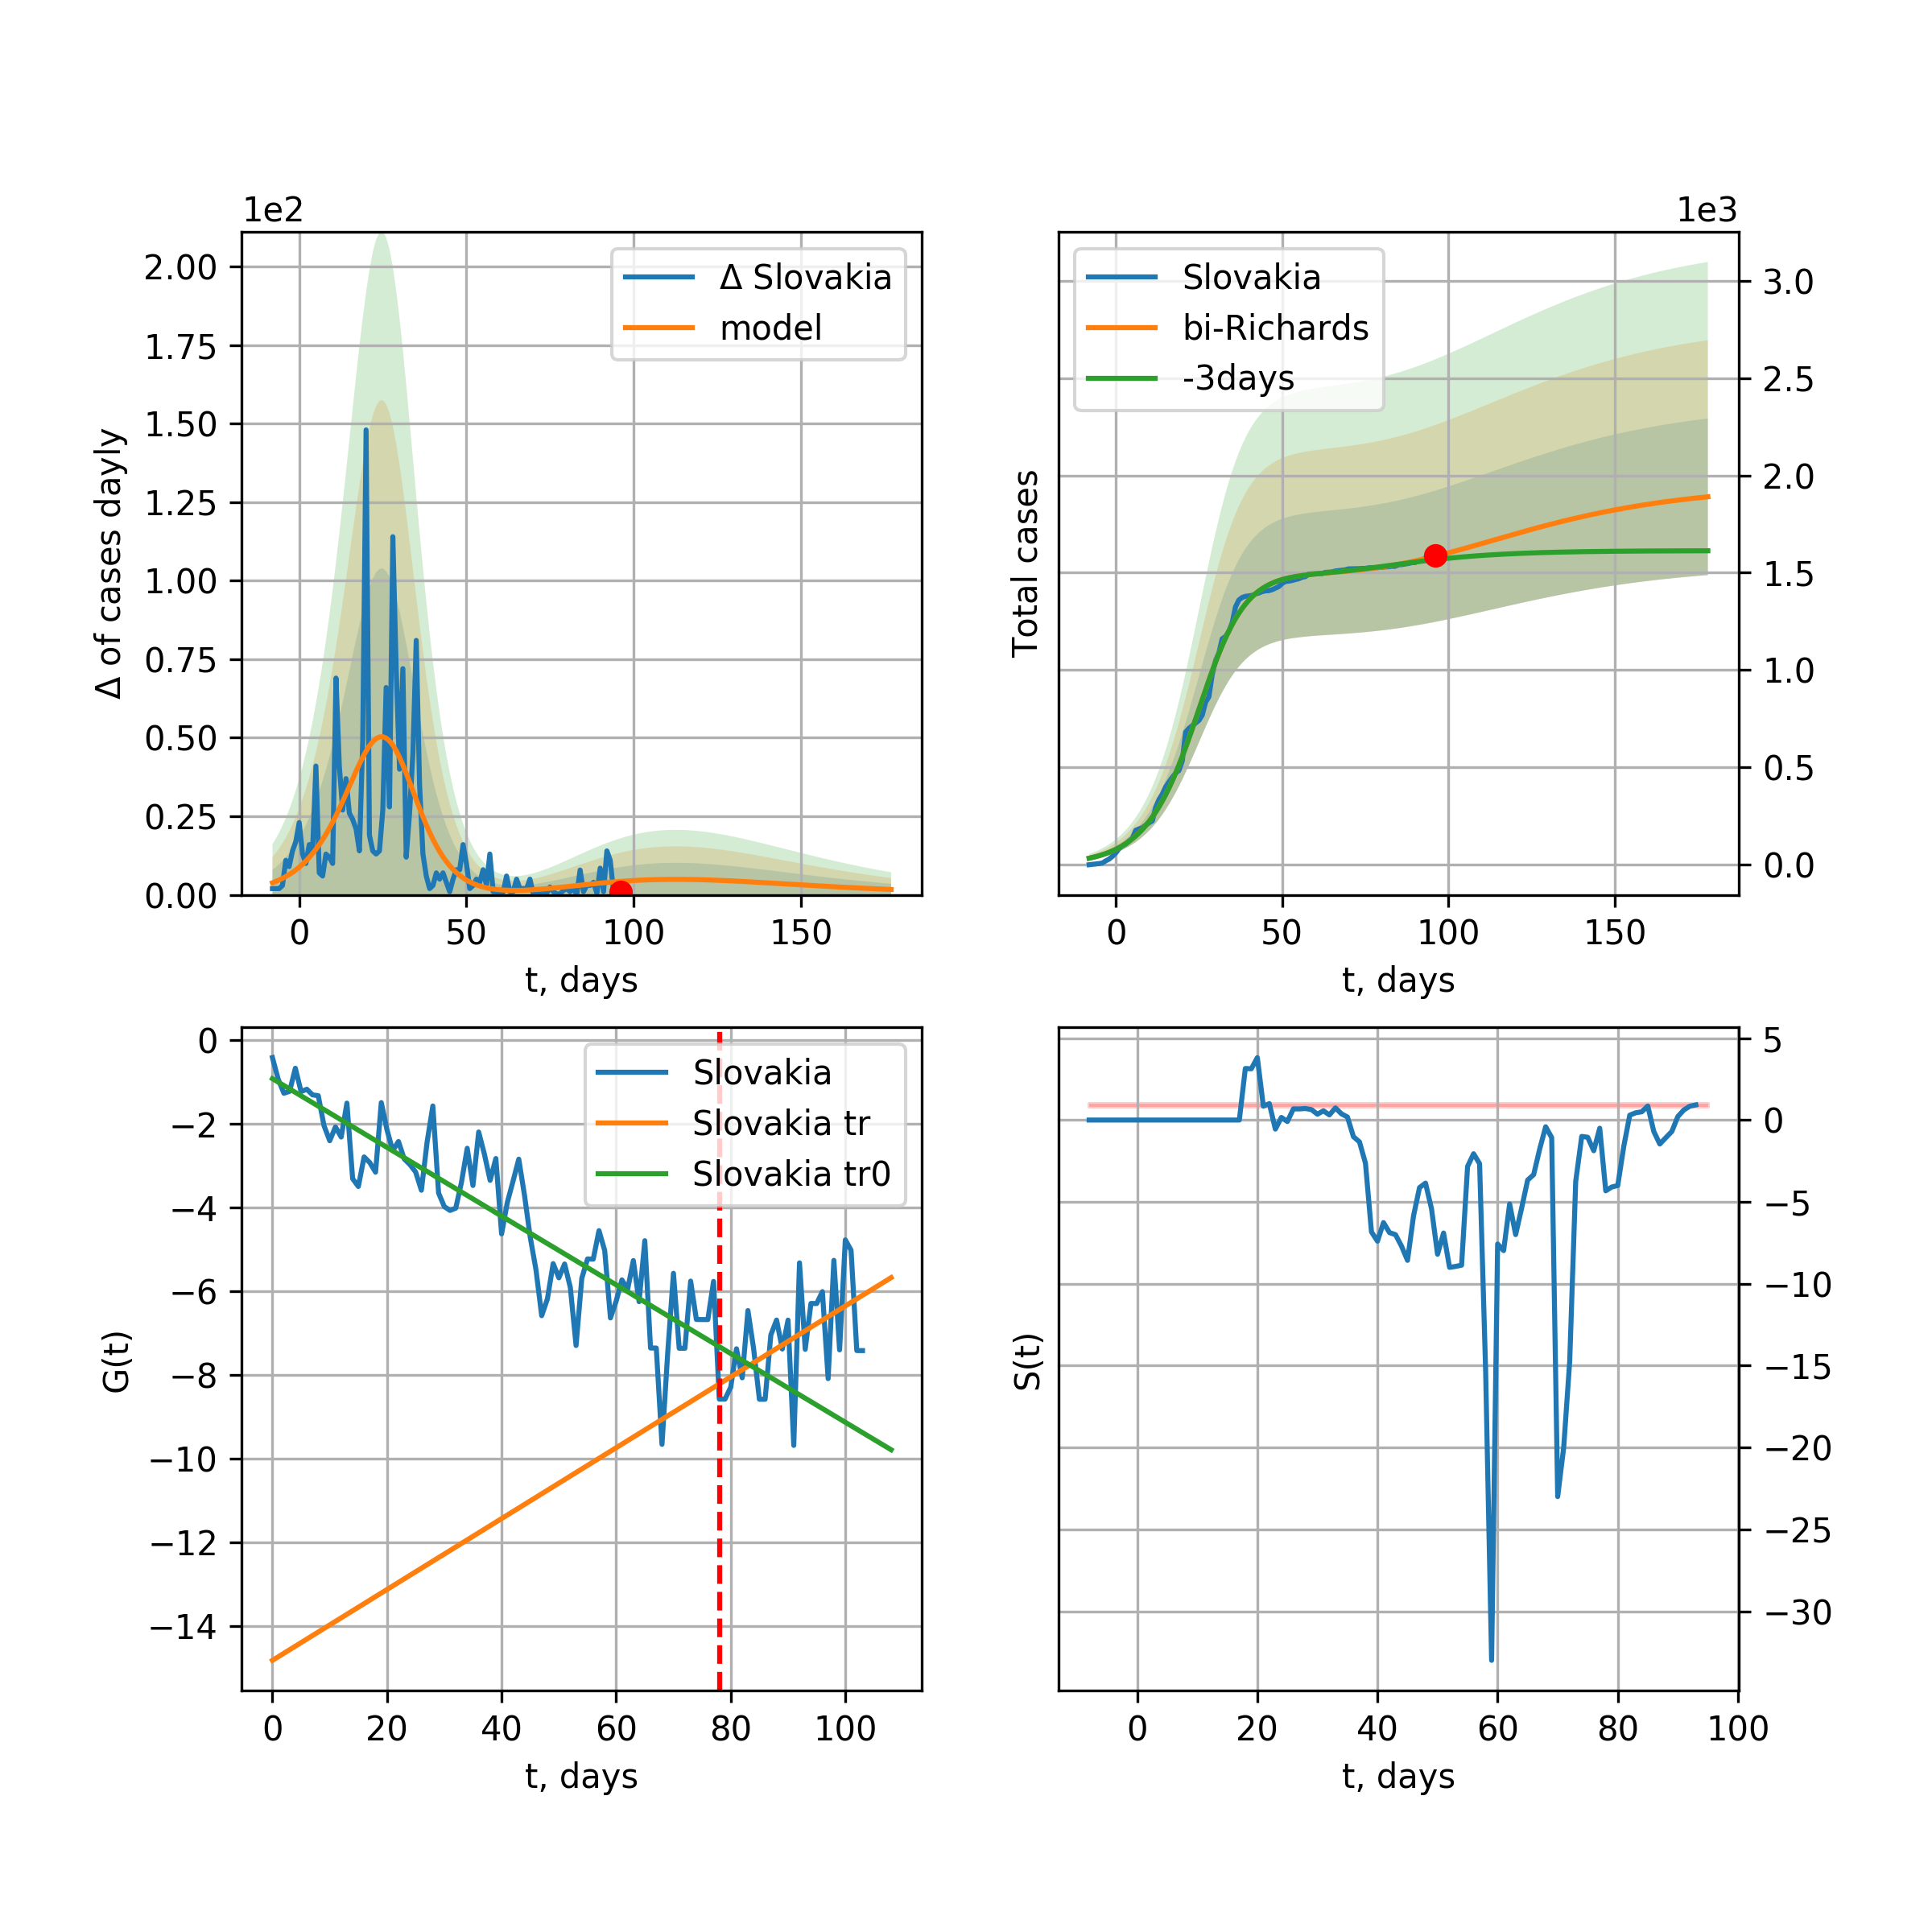 1e2
2.00
1.75
1.50
1.25
1.00
0.75
0.50
0.25
0.00
Δ of cases dayly
Δ Slovakia
model
0 50 100 150
t, days
1e3
Slovakia
bi-Richards
-3days
Total cases
3.0
2.5
2.0
1.5
1.0
0.5
0.0
0 50 100 150
t, days
0
−2
−4
−6
−8
−10
−12
−14
G(t)
Slovakia
Slovakia tr
Slovakia tr0
0 20 40 60 80 100
t, days
S(t)
5
0
−5
−10
−15
−20
−25
−30
0 20 40 60 80 100
t, days